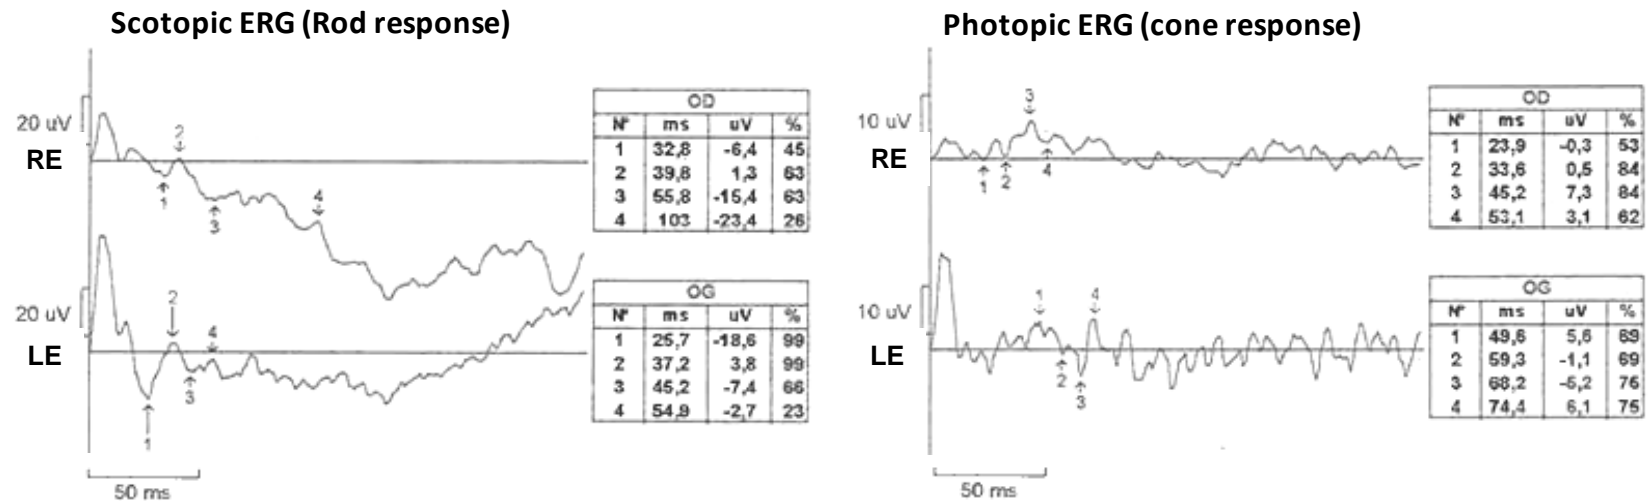 Scotopic ERG (Rod response)
20 uV
RE
2
1
3
4
OD
N° ms uV %
1 32,8 -6,4 45
2 39,8 1,3 63
3 55,8 -15,4 63
4 103 -23,4 26
20 uV
LE
2
4
3
1
OG
N° ms uV %
1 25,7 -18,6 99
2 37,2 3,8 99
3 45,2 -7,4 66
4 54,9 -2,7 23
50 ms
Photopic ERG (cone response)
10 uV
RE
3
1
2
4
OD
N° ms uV %
1 23,9 -0,3 53
2 33,6 0,5 84
3 45,2 7,3 84
4 53,1 3,1 62
10 uV
LE
1
4
2
3
OG
N° ms uV %
1 49,6 5,6 69
2 59,3 -1,1 69
3 68,2 -5,2 76
4 74,4 6,1 75
50 ms